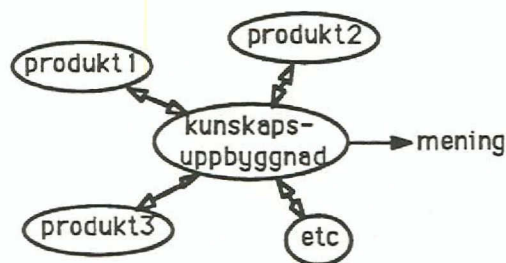 produkt2
produkt1
kunskaps-
uppbyggnad
mening
produkt3
etc